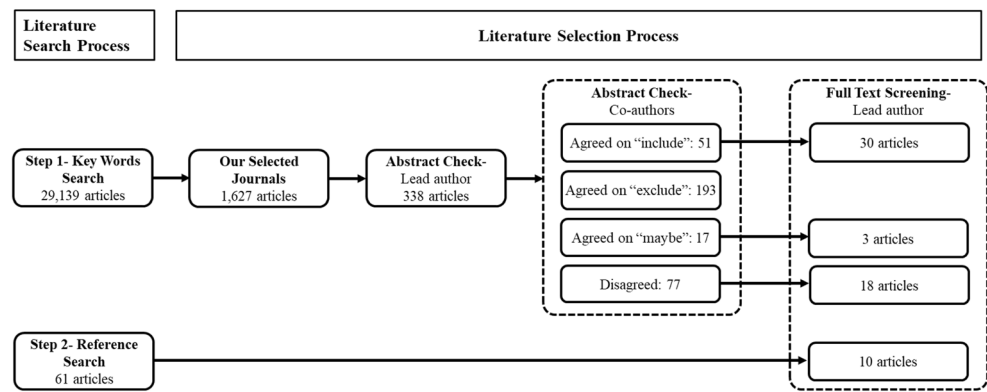 Literature
Search Process
Literature Selection Process
Abstract Check-
Co-authors
Full Text Screening-
Lead author
Step 1- Key Words
Search
29,139 articles
Our Selected
Journals
1,627 articles
Abstract Check-
Lead author
338 articles
Agreed on “include”: 51
30 articles
Agreed on “exclude”: 193
Agreed on “maybe”: 17
3 articles
Disagreed: 77
18 articles
Step 2- Reference
Search
61 articles
10 articles